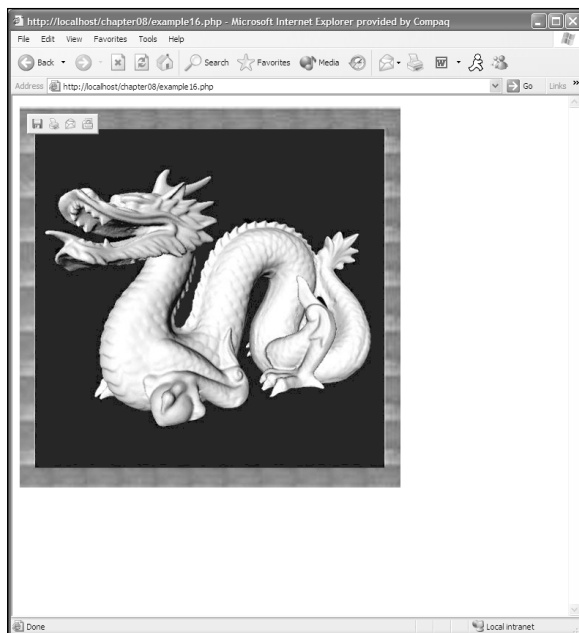 http://localhost/chapter08/example16.php - Microsoft Internet Explorer provided by Compaq
File Edit View Favorites Tools Help
Back Search Favorites Media W
Address http://localhost/chapter08/example16.php Go Links »
Done Local intranet